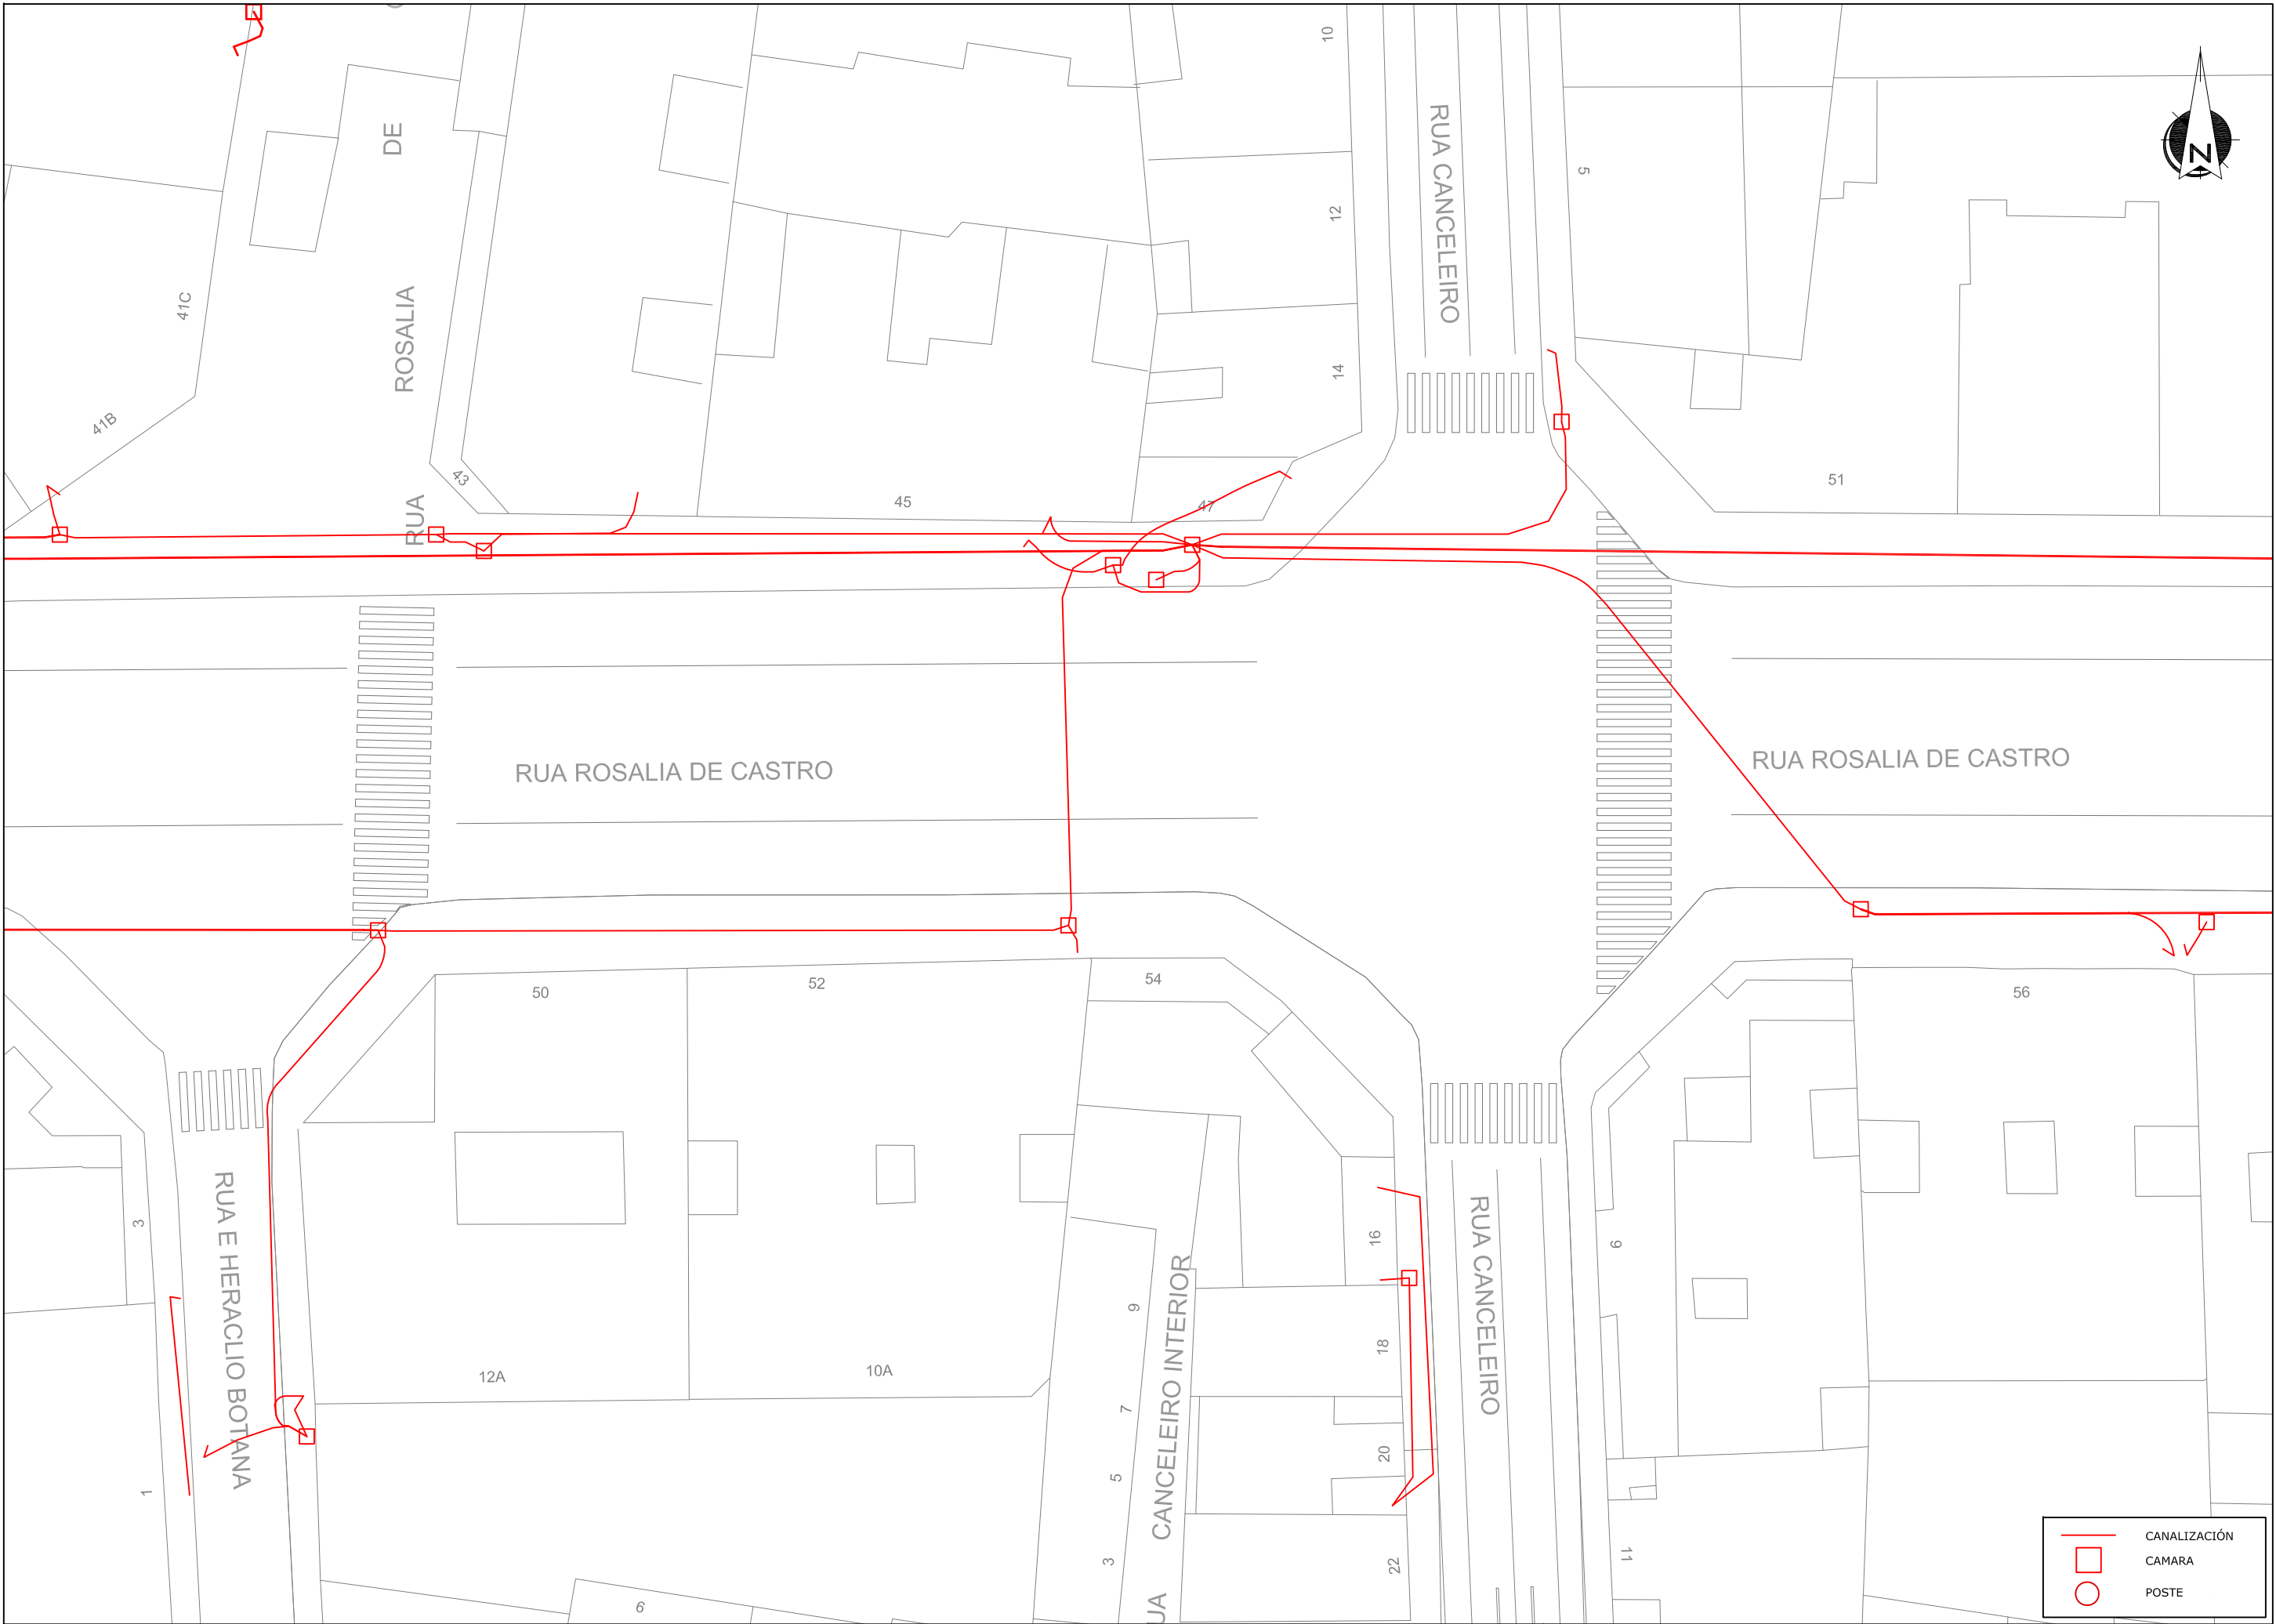 10
DE
RUA CANCELEIRO
N
5
12
41C
ROSALIA
14
41B
43
51
45
47
RUA
RUA ROSALIA DE CASTRO
RUA ROSALIA DE CASTRO
50
52
54
56
3
RUA E HERACLIO BOTANA
16
RUA CANCELEIRO
9
9
CANCELEIRO INTERIOR
18
12A
10A
7
20
5
1
3
22
11
6
CANALIZACIÓN
CAMARA
POSTE